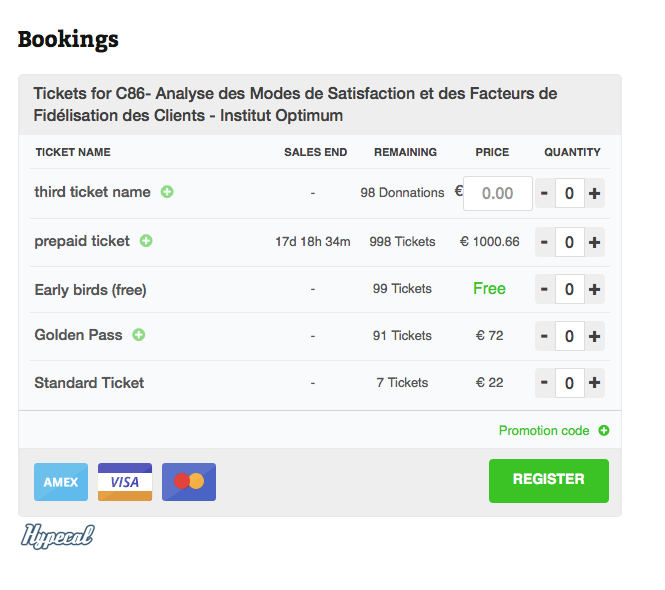 Bookings
Tickets for C86- Analyse des Modes de Satisfaction et des Facteurs de
Fidélisation des Clients - Institut Optimum
TICKET NAME SALES END REMAINING PRICE QUANTITY
third ticket name - 98 Donnations € 0.00 - 0 +
prepaid ticket 17d 18h 34m 998 Tickets € 1000.66 - 0 +
Early birds (free) - 99 Tickets Free - 0 +
Golden Pass - 91 Tickets € 72 - 0 +
Standard Ticket - 7 Tickets € 22 - 0 +
Promotion code
AMEX VISA REGISTER
Hypecal